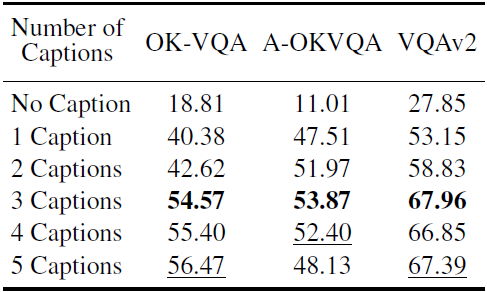 Number of Captions OK-VQA A-OKVQA VQAv2
No Caption 18.81 11.01 27.85
1 Caption 40.38 47.51 53.15
2 Captions 42.62 51.97 58.83
3 Captions 54.57 53.87 67.96
4 Captions 55.40 52.40 66.85
5 Captions 56.47 48.13 67.39